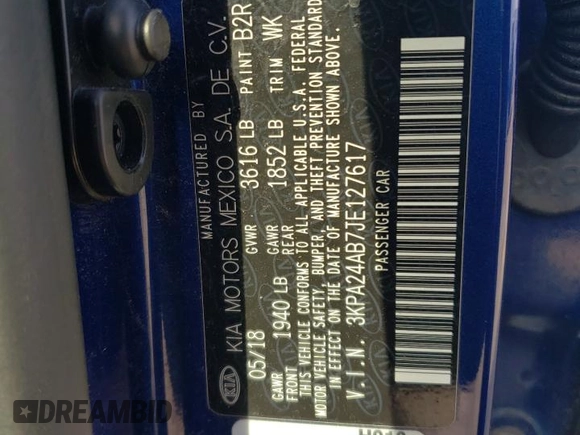 MANUFACTURED BY
KIA KIA MOTORS MEXICO S.A. DE C.V.
05/18 GVWR 3616 LB PAINT B2R
GAWR FRONT 1940 LB GAWR REAR 1852 LB TRIM WK
THIS VEHICLE CONFORMS TO ALL APPLICABLE U.S.A. FEDERAL
MOTOR VEHICLE SAFETY, BUMPER, AND THEFT PREVENTION STANDARDS
IN EFFECT ON THE DATE OF MANUFACTURE SHOWN ABOVE.
V.I.N. 3KPA24AB7JE127617
PASSENGER CAR
DREAMBID